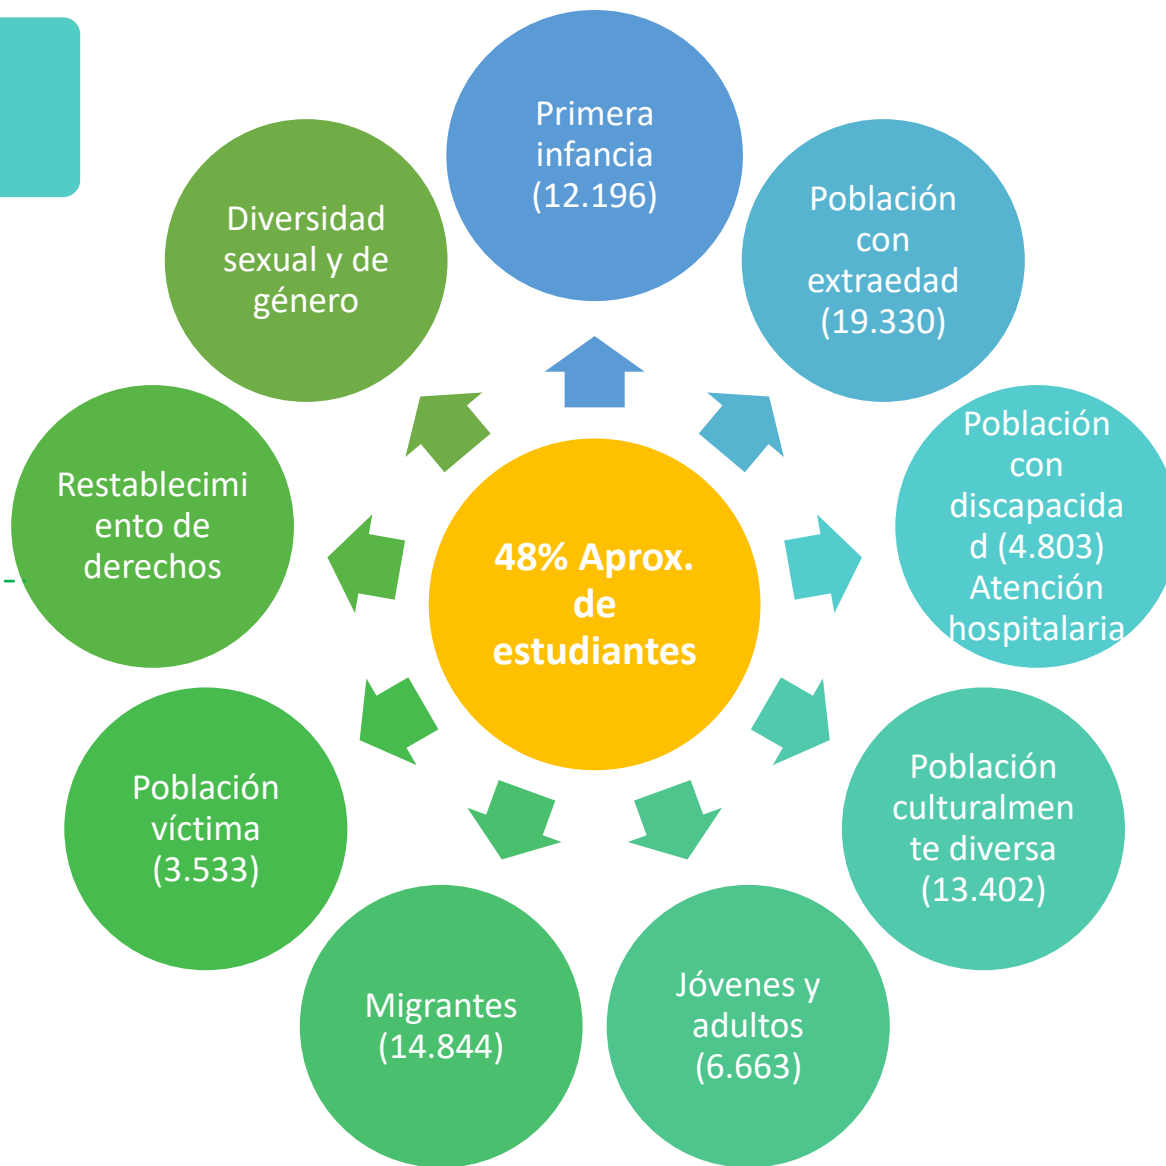 Primera
infancia
(12.196)
Población
con
extraedad
(19.330)
Población
con
discapacida
d (4.803)
Atención
hospitalaria
Población
culturalmen
te diversa
(13.402)
Jóvenes y
adultos
(6.663)
Migrantes
(14.844)
Población
víctima
(3.533)
Restablecimi
ento de
derechos
Diversidad
sexual y de
género
48% Aprox.
de
estudiantes